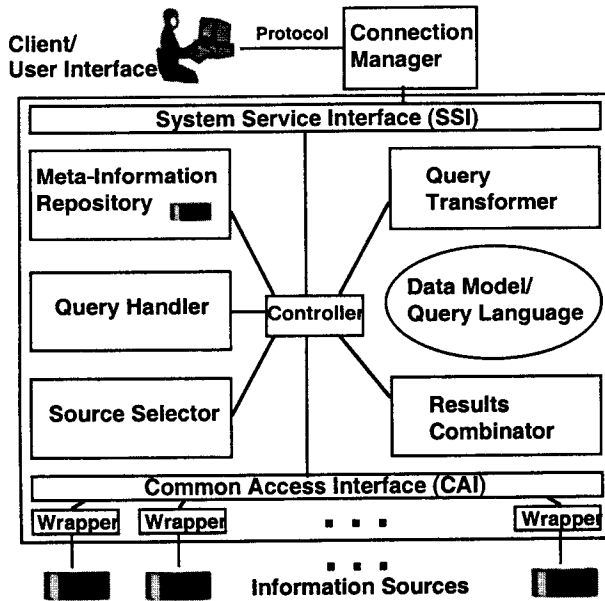 Client/
User Interface
Protocol
Connection
Manager
System Service Interface (SSI)
Meta-Information
Repository
Query
Transformer
Query Handler
Controller
Data Model/
Query Language
Source Selector
Results
Combinator
Common Access Interface (CAI)
Wrapper
Wrapper
. . .
Wrapper
. . .
Information Sources